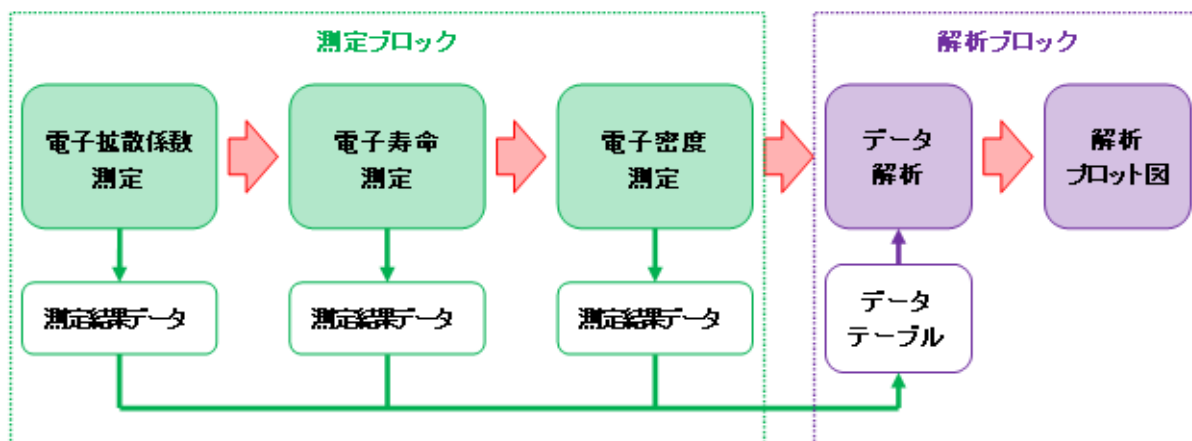 測定ブロック
解析ブロック
電子拡散係数
測定
電子寿命
測定
電子密度
測定
データ
解析
解析
プロット図
測定結果データ
測定結果データ
測定結果データ
データ
テーブル